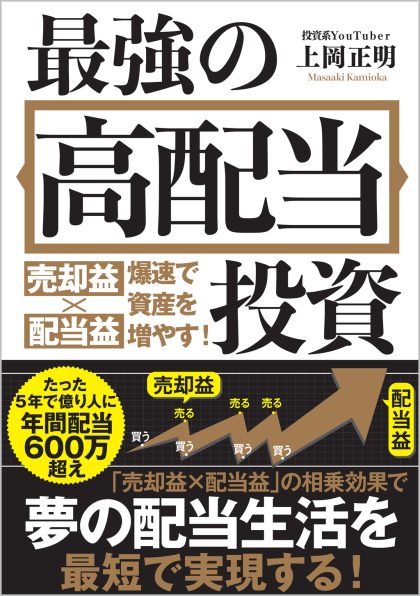 最強の
投資系YouTuber
上岡正明
Masaaki Kamioka
高配当
投資
売却益
×
配当益
爆速で
資産を
増やす!
たった
5年で億り人に
年間配当
600万
超え
売却益
配当益
買う
売る
買う
売る
買う
売る
買う
「売却益×配当益」の相乗効果で
夢の配当生活を
最短で実現する!